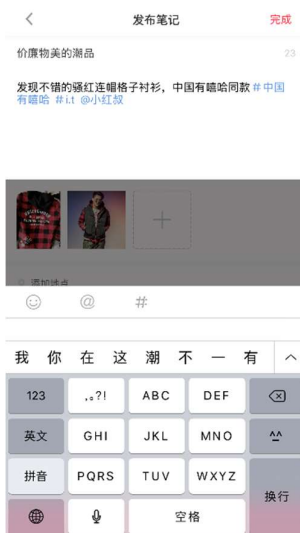 发布笔记
完成
价廉物美的潮品
23
发现不错的骚红连帽格子衬衫，中国有嘻哈同款 #中国
有嘻哈 #i.t @小红叔
添加地点
@ #
我 你 在 这 潮 不 一 有
123 ,。?! ABC DEF
英文 GHI JKL MNO ^^
拼音 PQRS TUV WXYZ
换行
空格